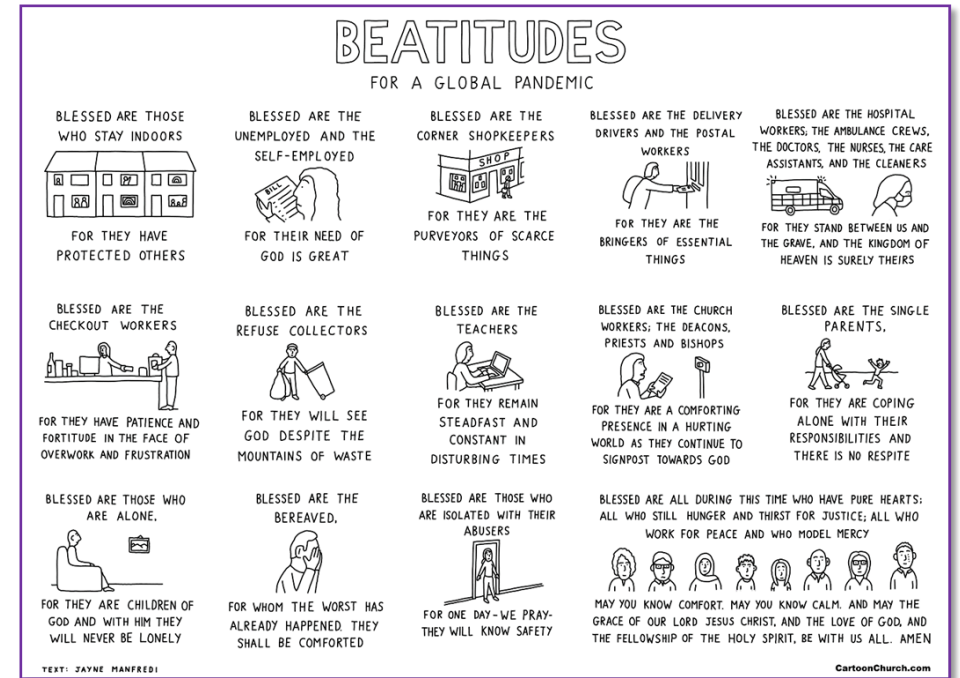 BEATITUDES
FOR A GLOBAL PANDEMIC
BLESSED ARE THOSE
WHO STAY INDOORS
FOR THEY HAVE
PROTECTED OTHERS
BLESSED ARE THE
UNEMPLOYED AND THE
SELF-EMPLOYED
BILL
FOR THEIR NEED OF
GOD IS GREAT
BLESSED ARE THE
CORNER SHOPKEEPERS
SHOP
FOR THEY ARE THE
PURVEYORS OF SCARCE
THINGS
BLESSED ARE THE DELIVERY
DRIVERS AND THE POSTAL
WORKERS
FOR THEY ARE THE
BRINGERS OF ESSENTIAL
THINGS
BLESSED ARE THE HOSPITAL
WORKERS; THE AMBULANCE CREWS,
THE DOCTORS, THE NURSES, THE CARE
ASSISTANTS, AND THE CLEANERS
FOR THEY STAND BETWEEN US AND
THE GRAVE, AND THE KINGDOM OF
HEAVEN IS SURELY THEIRS
BLESSED ARE THE
CHECKOUT WORKERS
FOR THEY HAVE PATIENCE AND
FORTITUDE IN THE FACE OF
OVERWORK AND FRUSTRATION
BLESSED ARE THE
REFUSE COLLECTORS
FOR THEY WILL SEE
GOD DESPITE THE
MOUNTAINS OF WASTE
BLESSED ARE THE
TEACHERS
FOR THEY REMAIN
STEADFAST AND
CONSTANT IN
DISTURBING TIMES
BLESSED ARE THE CHURCH
WORKERS; THE DEACONS,
PRIESTS AND BISHOPS
FOR THEY ARE A COMFORTING
PRESENCE IN A HURTING
WORLD AS THEY CONTINUE TO
SIGNPOST TOWARDS GOD
BLESSED ARE THE SINGLE
PARENTS,
FOR THEY ARE COPING
ALONE WITH THEIR
RESPONSIBILITIES AND
THERE IS NO RESPITE
BLESSED ARE THOSE WHO
ARE ALONE,
FOR THEY ARE CHILDREN OF
GOD AND WITH HIM THEY
WILL NEVER BE LONELY
BLESSED ARE THE
BEREAVED,
FOR WHOM THE WORST HAS
ALREADY HAPPENED. THEY
SHALL BE COMFORTED
BLESSED ARE THOSE WHO
ARE ISOLATED WITH THEIR
ABUSERS
FOR ONE DAY-WE PRAY-
THEY WILL KNOW SAFETY
BLESSED ARE ALL DURING THIS TIME WHO HAVE PURE HEARTS;
ALL WHO STILL HUNGER AND THIRST FOR JUSTICE; ALL WHO
WORK FOR PEACE AND WHO MODEL MERCY
MAY YOU KNOW COMFORT. MAY YOU KNOW CALM. AND MAY THE
GRACE OF OUR LORD JESUS CHRIST, AND THE LOVE OF GOD, AND
THE FELLOWSHIP OF THE HOLY SPIRIT, BE WITH US ALL. AMEN
TEXT: JAYNE MANFREDI
CartoonChurch.com